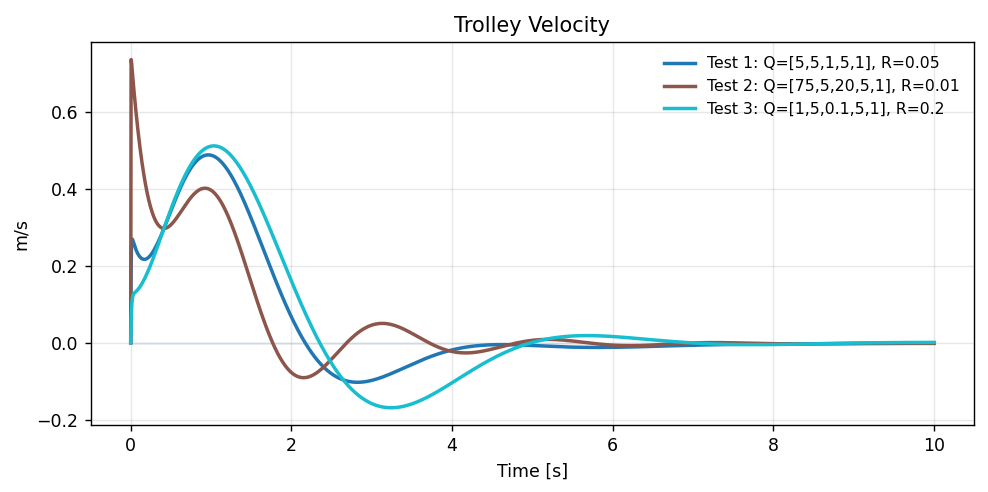 Trolley Velocity
Test 1: Q=[5,5,1,5,1], R=0.05
Test 2: Q=[75,5,20,5,1], R=0.01
Test 3: Q=[1,5,0.1,5,1], R=0.2
m/s
0.6
0.4
0.2
0.0
−0.2
0 2 4 6 8 10
Time [s]